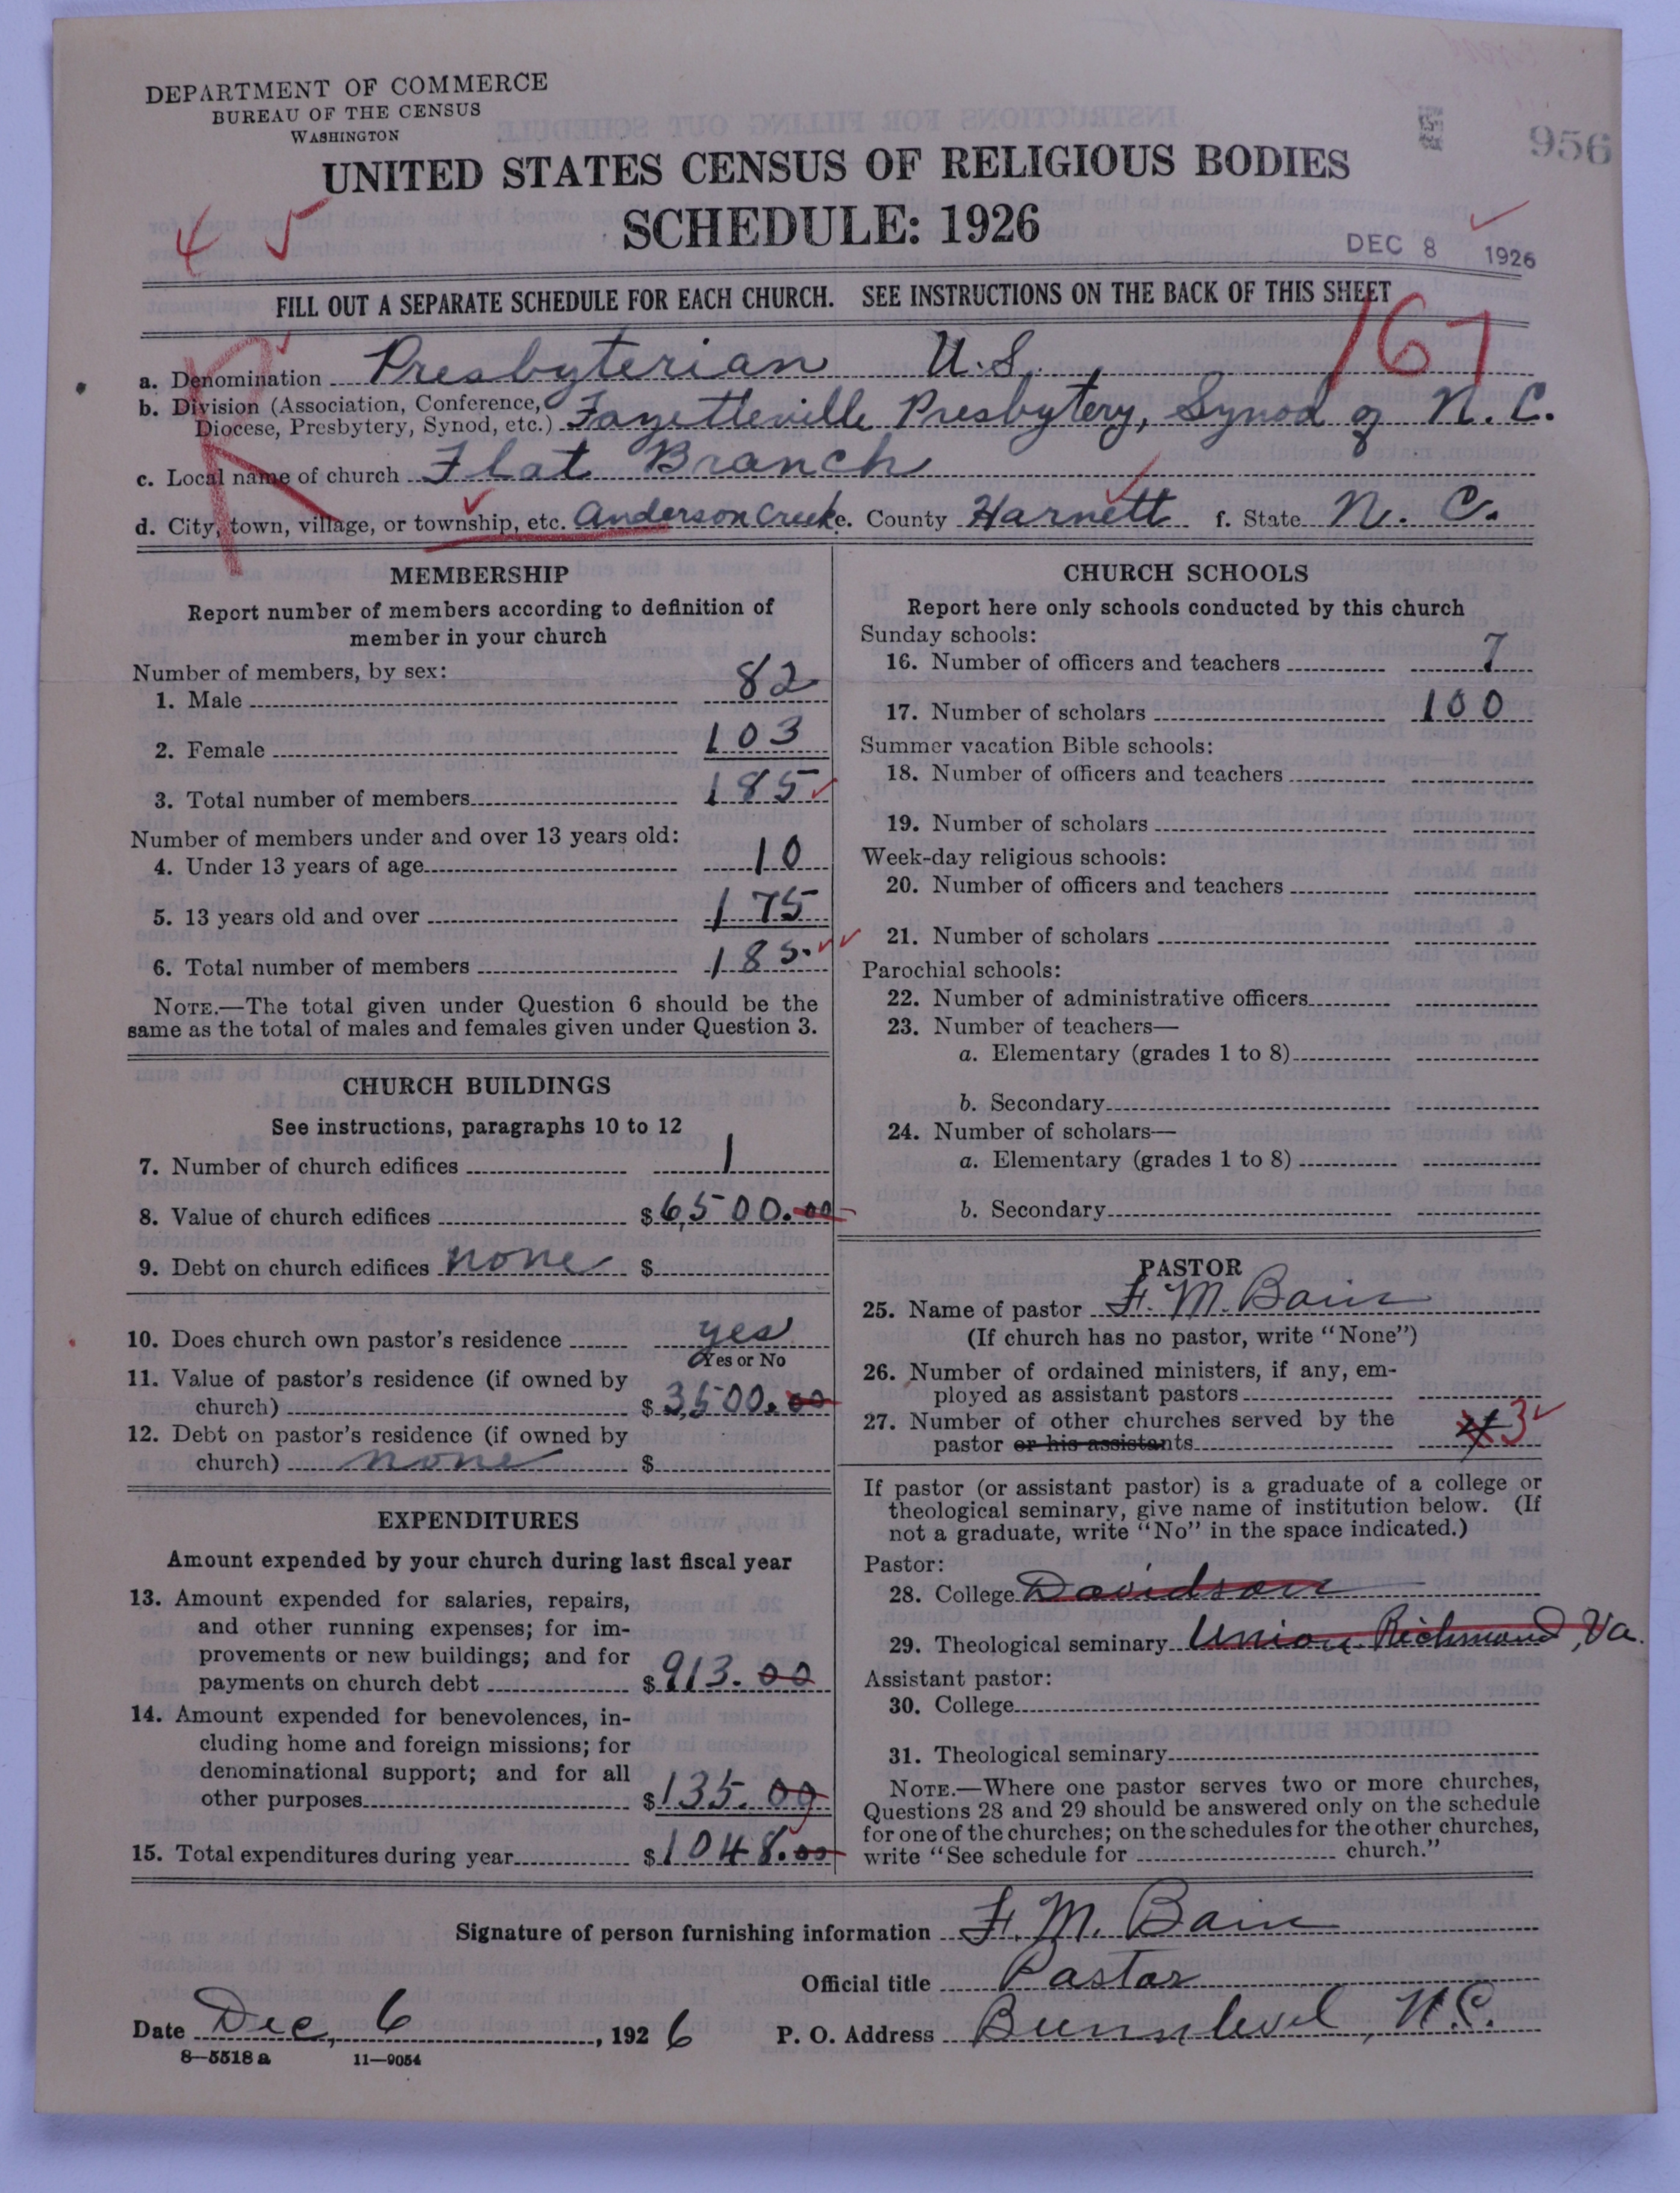 DEPARTMENT OF COMMERCE
BUREAU OF THE CENSUS
WASHINGTON
956
UNITED STATES CENSUS OF RELIGIOUS BODIES
SCHEDULE: 1926
4 5
DEC 8 1926
FILL OUT A SEPARATE SCHEDULE FOR EACH CHURCH. SEE INSTRUCTIONS ON THE BACK OF THIS SHEET
167
a. Denomination Presbyterian U.S.
b. Division (Association, Conference, Diocese, Presbytery, Synod, etc.) Fayetteville Presbytery, Synod of N.C.
c. Local name of church Flat Branch
d. City, town, village, or township, etc. Anderson Creek e. County Harnett f. State N. C.
MEMBERSHIP
Report number of members according to definition of
member in your church
Number of members, by sex:
1. Male 82
2. Female 103
3. Total number of members 185
Number of members under and over 13 years old:
4. Under 13 years of age 10
5. 13 years old and over 175
6. Total number of members 185
NOTE.—The total given under Question 6 should be the
same as the total of males and females given under Question 3.
CHURCH BUILDINGS
See instructions, paragraphs 10 to 12
7. Number of church edifices 1
8. Value of church edifices $6,500.00
9. Debt on church edifices none $
10. Does church own pastor's residence yes
Yes or No
11. Value of pastor's residence (if owned by
church) $3,500.00
12. Debt on pastor's residence (if owned by
church) none $
EXPENDITURES
Amount expended by your church during last fiscal year
13. Amount expended for salaries, repairs,
and other running expenses; for im-
provements or new buildings; and for
payments on church debt $913.00
14. Amount expended for benevolences, in-
cluding home and foreign missions; for
denominational support; and for all
other purposes $135.00
15. Total expenditures during year $1048.00
CHURCH SCHOOLS
Report here only schools conducted by this church
Sunday schools:
16. Number of officers and teachers 7
17. Number of scholars 100
Summer vacation Bible schools:
18. Number of officers and teachers
19. Number of scholars
Week-day religious schools:
20. Number of officers and teachers
21. Number of scholars
Parochial schools:
22. Number of administrative officers
23. Number of teachers—
a. Elementary (grades 1 to 8)
b. Secondary
24. Number of scholars—
a. Elementary (grades 1 to 8)
b. Secondary
PASTOR
25. Name of pastor F. M. Bain
(If church has no pastor, write "None")
26. Number of ordained ministers, if any, em-
ployed as assistant pastors
27. Number of other churches served by the
pastor or his assistants 4 3
If pastor (or assistant pastor) is a graduate of a college or
theological seminary, give name of institution below. (If
not a graduate, write "No" in the space indicated.)
Pastor:
28. College Davidson
29. Theological seminary Union Richmond, Va.
Assistant pastor:
30. College
31. Theological seminary
NOTE.—Where one pastor serves two or more churches,
Questions 28 and 29 should be answered only on the schedule
for one of the churches; on the schedules for the other churches,
write "See schedule for church."
Signature of person furnishing information F. M. Bain
Official title Pastor
Date Dec, 6, 1926 P. O. Address Bunnlevel, N.C.
8—5518 a 11—9054